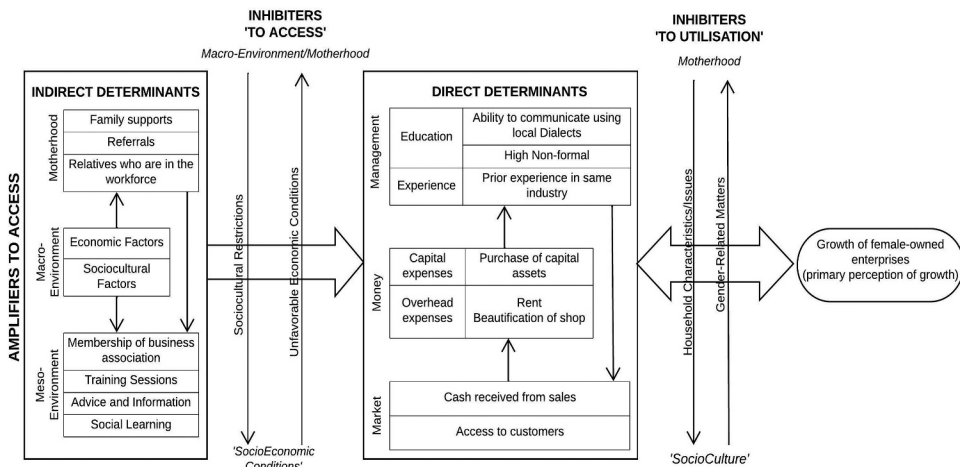 INHIBITERS
'TO ACCESS'
Macro-Environment/Motherhood
INHIBITERS
'TO UTILISATION'
Motherhood
AMPLIFIERS TO ACCESS
INDIRECT DETERMINANTS
Motherhood
Family supports
Referrals
Relatives who are in the
workforce
Macro-
Environment
Economic Factors
Sociocultural
Factors
Meso-
Environment
Membership of business
association
Training Sessions
Advice and Information
Social Learning
Sociocultural Restrictions
Unfavorable Economic Conditions
'SocioEconomic
Conditions'
DIRECT DETERMINANTS
Management
Education
Ability to communicate using
local Dialects
High Non-formal
Experience
Prior experience in same
industry
Money
Capital
expenses
Purchase of capital
assets
Overhead
expenses
Rent
Beautification of shop
Market
Cash received from sales
Access to customers
Household Characteristics/Issues
Gender-Related Matters
'SocioCulture'
Growth of female-owned
enterprises
(primary perception of growth)